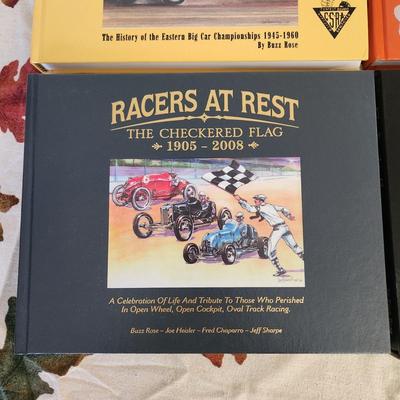 The History of the Eastern Big Car Championships 1945-1960
By Buzz Rose
RACERS AT REST
THE CHECKERED FLAG
1905 - 2008
A Celebration Of Life And Tribute To Those Who Perished
In Open Wheel, Open Cockpit, Oval Track Racing.
Buzz Rose - Joe Heisler - Fred Chaparro - Jeff Sharpe